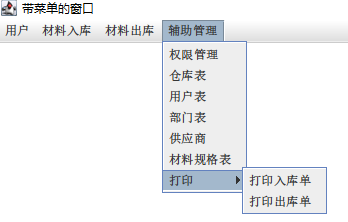 带菜单的窗口
用户 材料入库 材料出库 辅助管理
权限管理
仓库表
用户表
部门表
供应商
材料规格表
打印
打印入库单
打印出库单